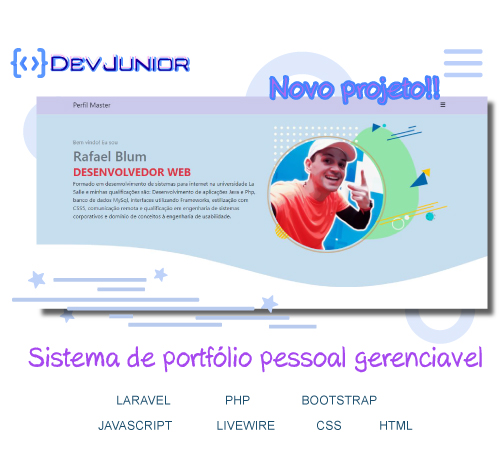 DevJunior
Novo projeto!!
Perfil Master
Bem vindo! Eu sou
Rafael Blum
DESENVOLVEDOR WEB
Formado em desenvolvimento de sistemas para internet na universidade La
Salle e minhas qualificações são: Desenvolvimento de aplicações Java e Php,
banco de dados MySql, interfaces utilizando Frameworks, estilização com
CSS5, comunicação remota e qualificação em engenharia de sistemas
corporativos e domínio de conceitos à engenharia de usabilidade.
Sistema de portfólio pessoal gerenciavel
LARAVEL PHP BOOTSTRAP
JAVASCRIPT LIVEWIRE CSS HTML